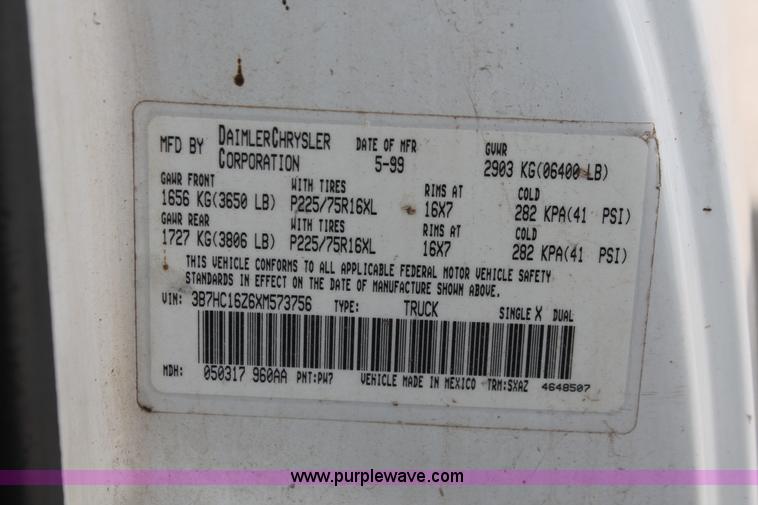 MFD BY DAIMLERCHRYSLER CORPORATION DATE OF MFR 5-99 GVWR 2903 KG(06400 LB)
GAWR FRONT WITH TIRES RIMS AT COLD
1656 KG(3650 LB) P225/75R16XL 16X7 282 KPA(41 PSI)
GAWR REAR WITH TIRES RIMS AT COLD
1727 KG(3806 LB) P225/75R16XL 16X7 282 KPA(41 PSI)
THIS VEHICLE CONFORMS TO ALL APPLICABLE FEDERAL MOTOR VEHICLE SAFETY
STANDARDS IN EFFECT ON THE DATE OF MANUFACTURE SHOWN ABOVE.
VIN: 3B7HC16Z6XM573756 TYPE: TRUCK SINGLE X DUAL
MDH: 050317 960AA PNT:PW7 VEHICLE MADE IN MEXICO TRM:SXAZ 4648507
www.purplewave.com